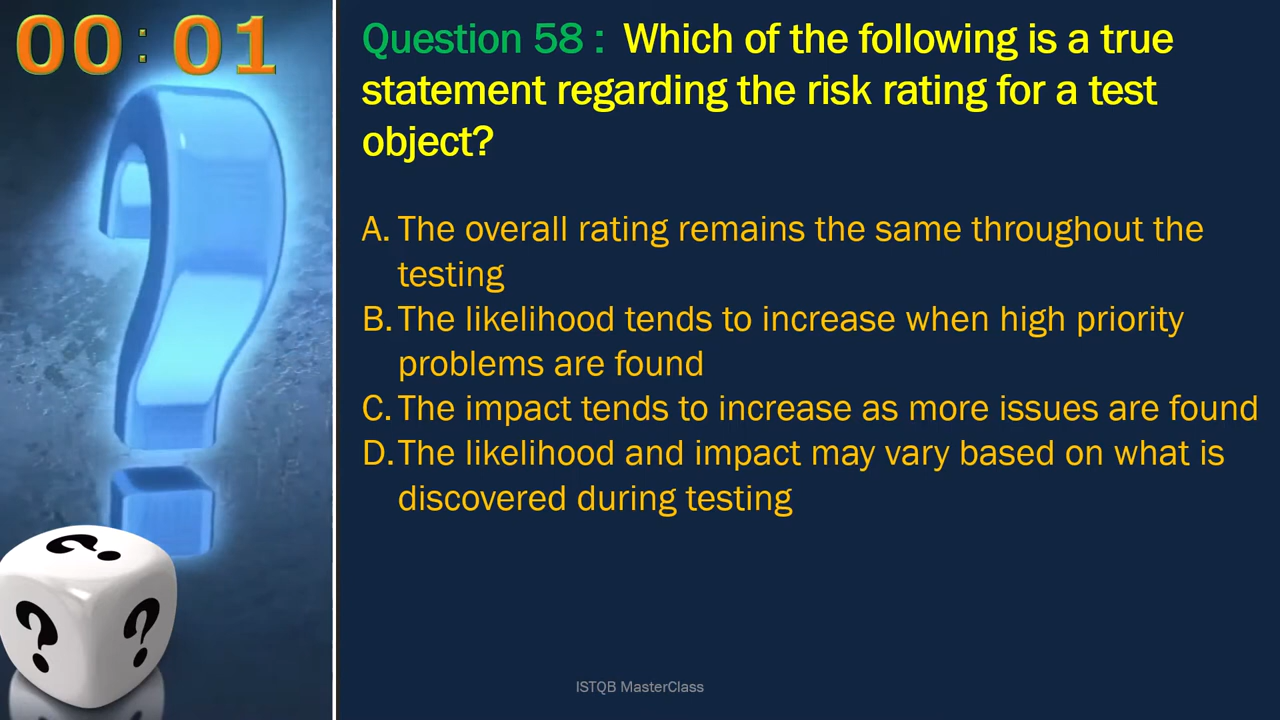 00:01
Question 58 : Which of the following is a true
statement regarding the risk rating for a test
object?
A. The overall rating remains the same throughout the
testing
B. The likelihood tends to increase when high priority
problems are found
C. The impact tends to increase as more issues are found
D. The likelihood and impact may vary based on what is
discovered during testing
? ? ?
ISTQB MasterClass